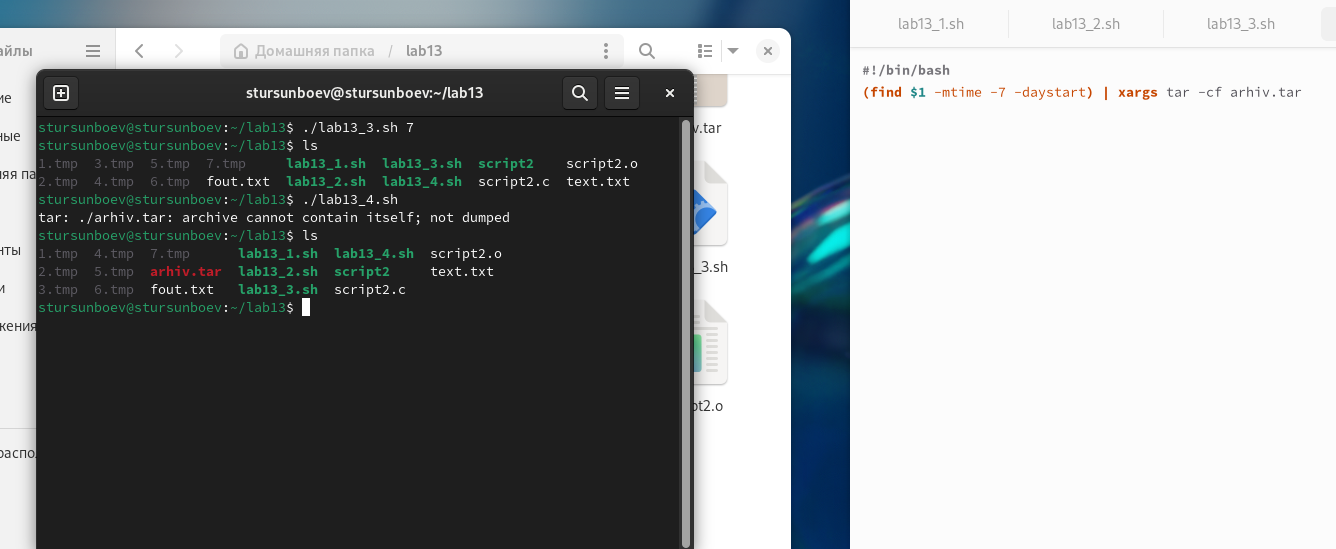 lab13_1.sh lab13_2.sh lab13_3.sh
айлы Домашняя папка / lab13
#!/bin/bash
(find $1 -mtime -7 -daystart) | xargs tar -cf arhiv.tar
stursunboev@stursunboev:~/lab13
stursunboev@stursunboev:~/lab13$ ./lab13_3.sh 7
stursunboev@stursunboev:~/lab13$ ls
1.tmp 3.tmp 5.tmp 7.tmp lab13_1.sh lab13_3.sh script2 script2.o
2.tmp 4.tmp 6.tmp fout.txt lab13_2.sh lab13_4.sh script2.c text.txt
stursunboev@stursunboev:~/lab13$ ./lab13_4.sh
tar: ./arhiv.tar: archive cannot contain itself; not dumped
stursunboev@stursunboev:~/lab13$ ls
1.tmp 4.tmp 7.tmp lab13_1.sh lab13_4.sh script2.o
2.tmp 5.tmp arhiv.tar lab13_2.sh script2 text.txt
3.tmp 6.tmp fout.txt lab13_3.sh script2.c
stursunboev@stursunboev:~/lab13$
ие
ные
яя па
нты
и
жения
распол
v.tar
_3.sh
pt2.o